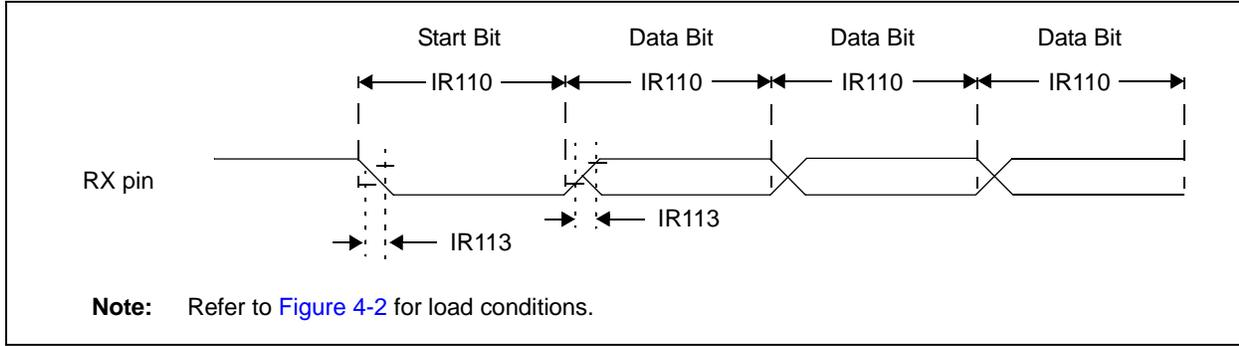 Start Bit Data Bit Data Bit Data Bit
IR110 IR110 IR110 IR110
RX pin
IR113
IR113
Note: Refer to Figure 4-2 for load conditions.